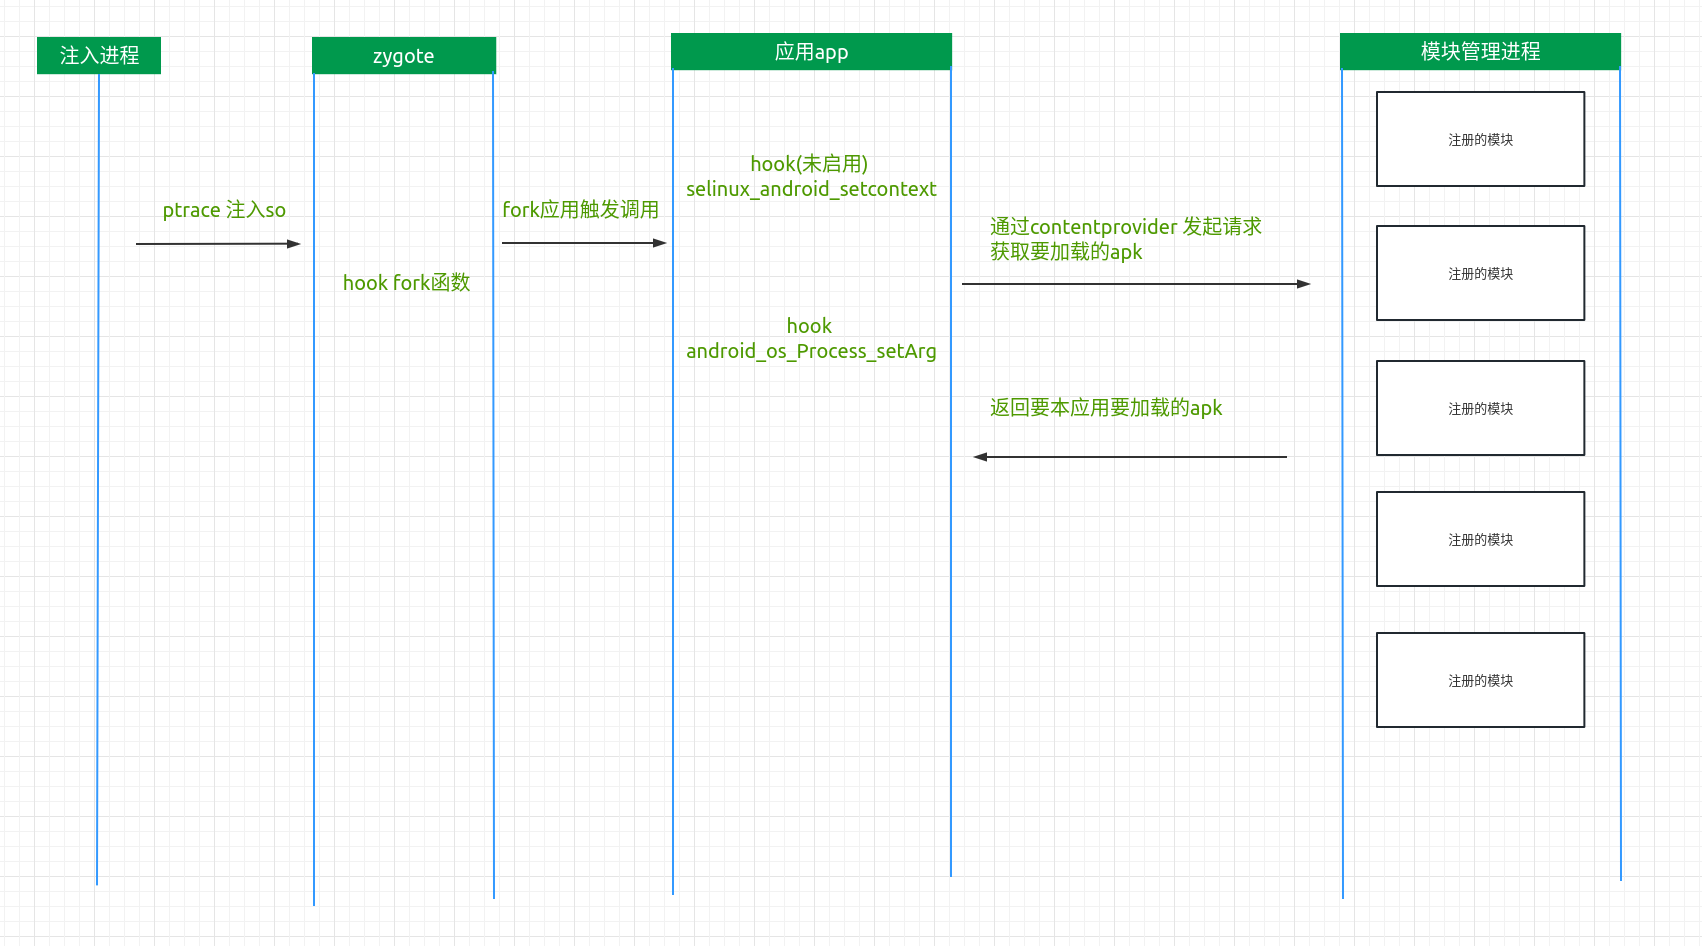 注入进程
zygote
应用app
模块管理进程
注册的模块
hook(未启用)
selinux_android_setcontext
ptrace 注入so
fork应用触发调用
通过contentprovider 发起请求
获取要加载的apk
注册的模块
hook fork函数
hook
android_os_Process_setArg
返回要本应用要加载的apk
注册的模块
注册的模块
注册的模块